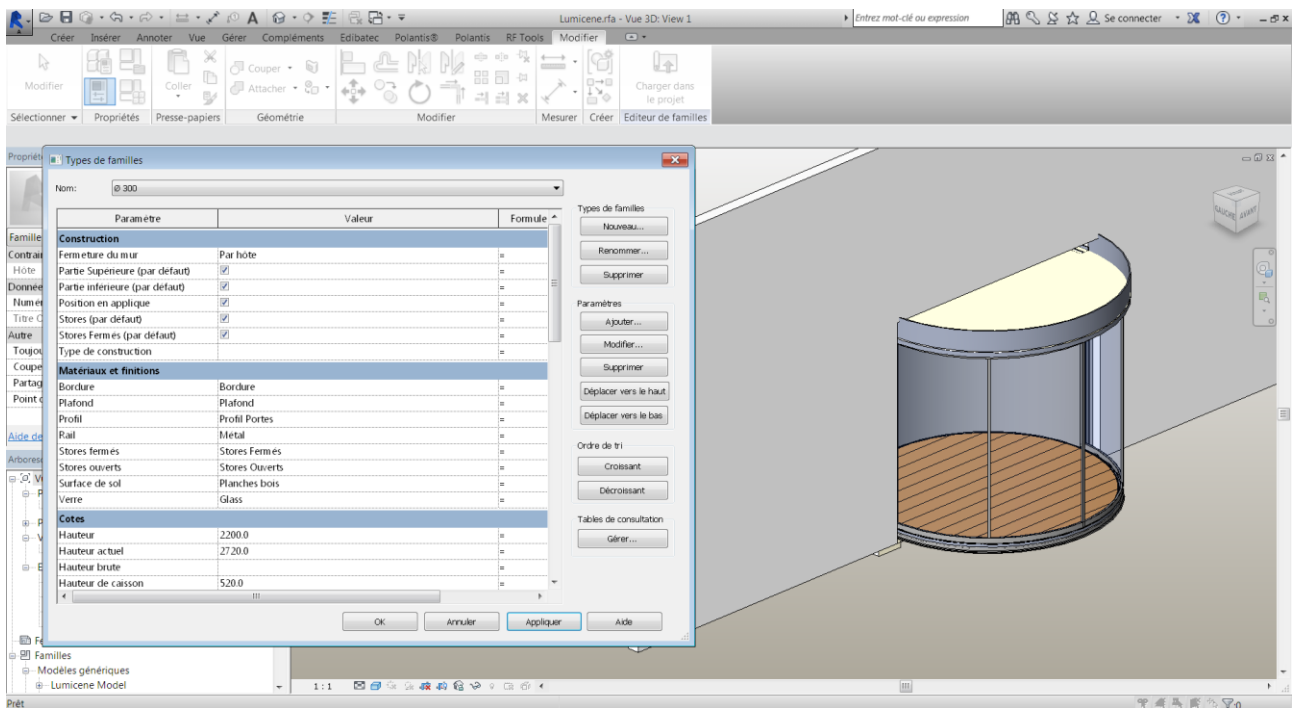 Lumicene.rfa - Vue 3D: View 1
Entrez mot-clé ou expression
Se connecter
Créer Insérer Annoter Vue Gérer Compléments Edibatec Polantis® Polantis RF Tools Modifier
Modifier
Coller
Couper
Attacher
Charger dans
le projet
Sélectionner Propriétés Presse-papiers Géométrie Modifier Mesurer Créer Editeur de familles
Types de familles
Nom: Ø 300
Paramètre Valeur Formule
Construction
Fermeture du mur Par hôte =
Partie Supérieure (par défaut) =
Partie inférieure (par défaut) =
Position en applique =
Stores (par défaut) =
Stores Fermés (par défaut) =
Type de construction =
Matériaux et finitions
Bordure Bordure =
Plafond Plafond =
Profil Profil Portes =
Rail Métal =
Stores fermés Stores Fermés =
Stores ouverts Stores Ouverts =
Surface de sol Planches bois =
Verre Glass =
Cotes
Hauteur 2200.0 =
Hauteur actuel 2720.0 =
Hauteur brute =
Hauteur de caisson 520.0 =
Types de familles
Nouveau...
Renommer...
Supprimer
Paramètres
Ajouter...
Modifier...
Supprimer
Déplacer vers le haut
Déplacer vers le bas
Ordre de tri
Croissant
Décroissant
Tables de consultation
Gérer...
OK Annuler Appliquer Aide
Propriét
Famille
Contrai
Hôte
Donnée
Numér
Titre C
Autre
Toujou
Coupe
Partag
Point d
Aide de
Arbores
GAUCHE AVANT
Familles
Modèles génériques
Lumicene Model
1:1
Prêt
:0